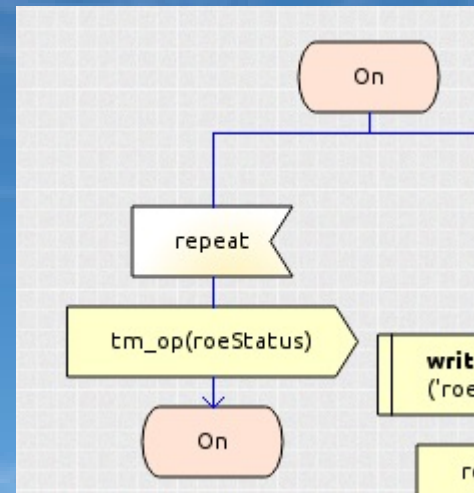 On
repeat
tm_op(roeStatus)
On
writ
('roe